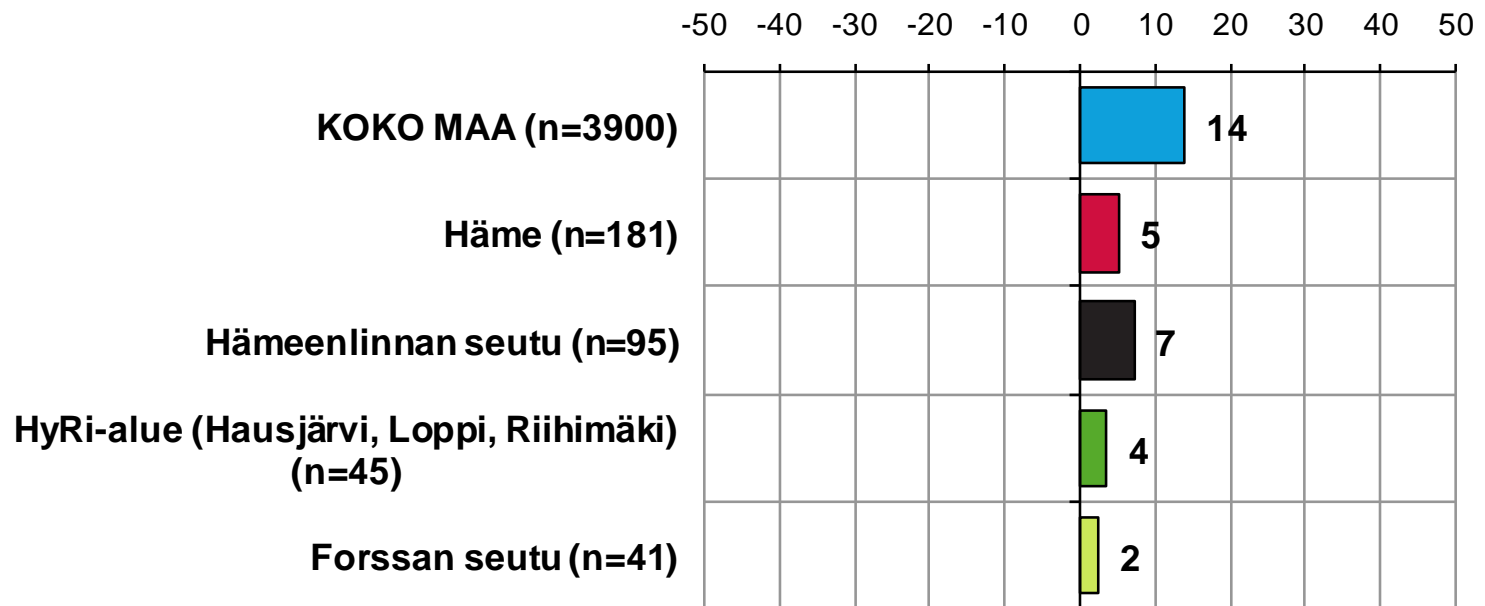 -50 -40 -30 -20 -10 0 10 20 30 40 50
KOKO MAA (n=3900) 14
Häme (n=181) 5
Hämeenlinnan seutu (n=95) 7
HyRi-alue (Hausjärvi, Loppi, Riihimäki)
(n=45) 4
Forssan seutu (n=41) 2